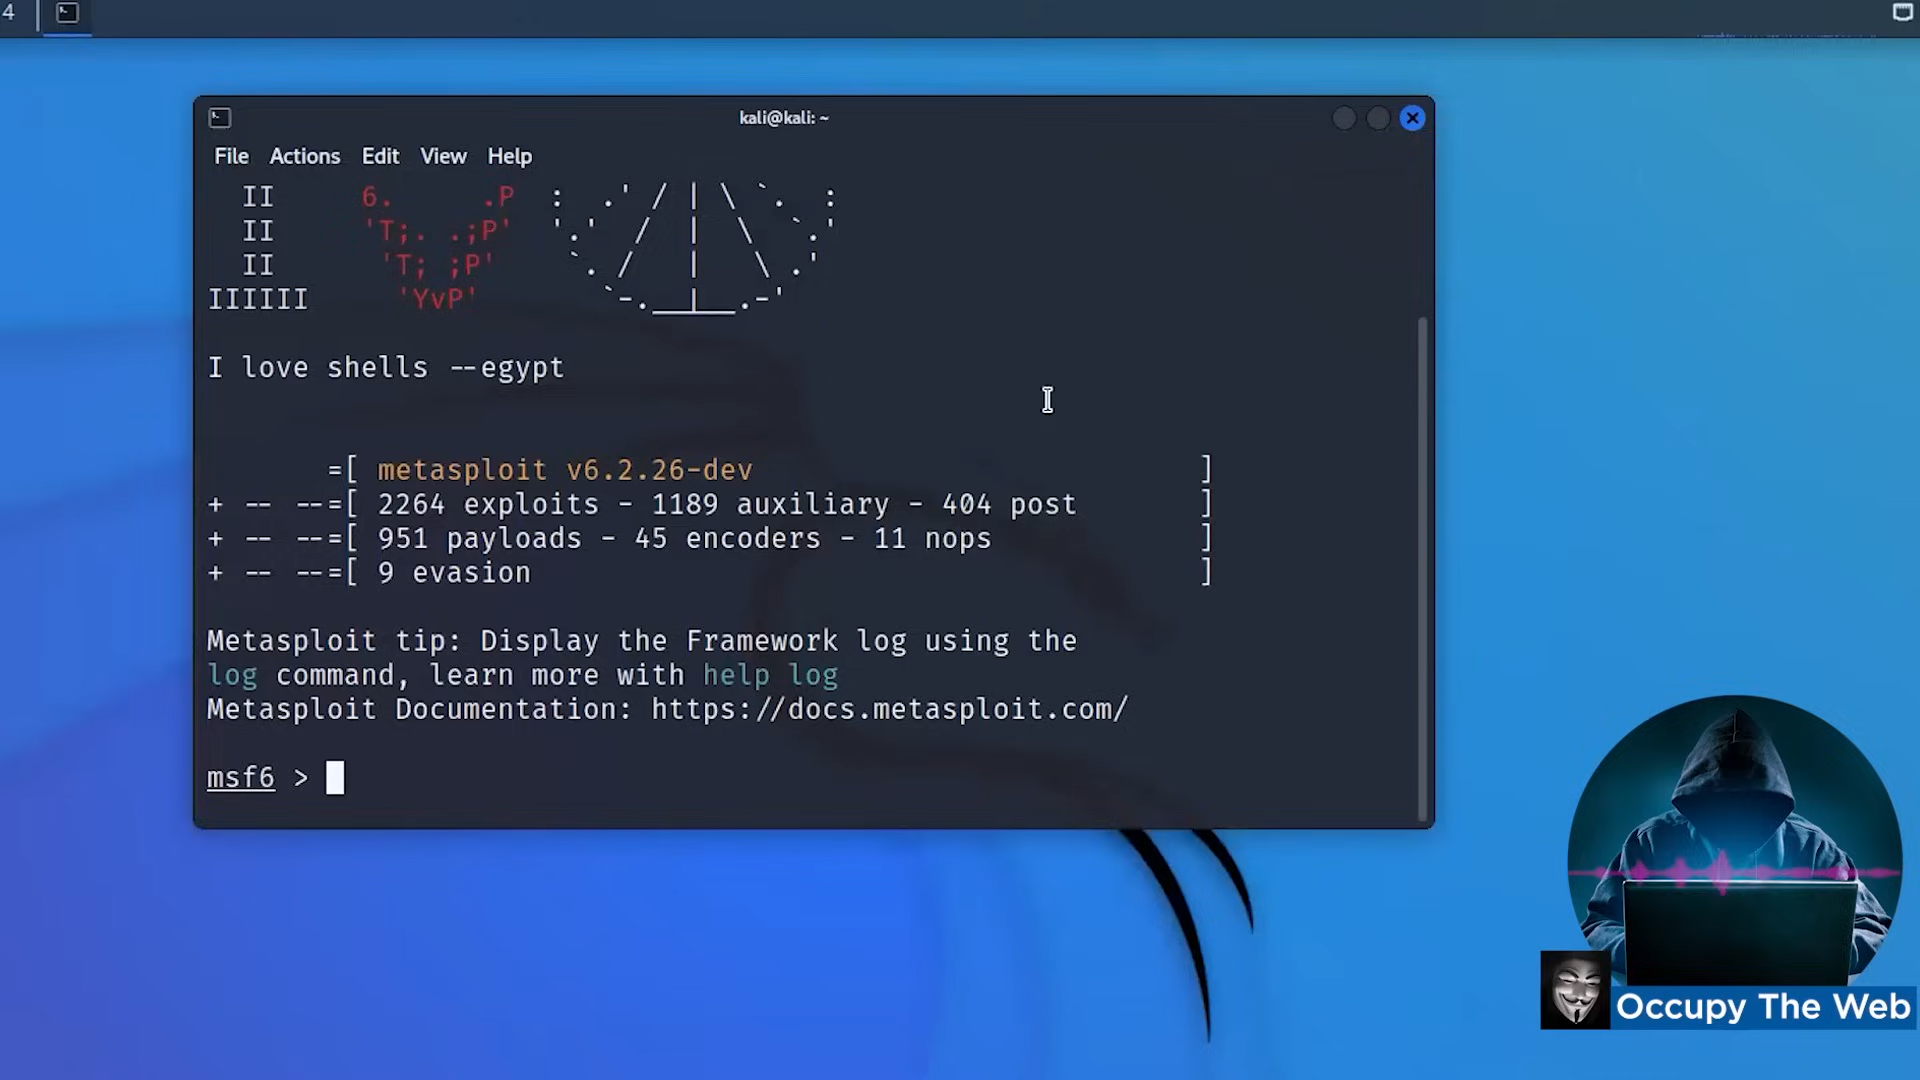 4
kali@kali: ~
File Actions Edit View Help
II 6. .P : .' / | \ `. :
II 'T;. .;P' '.' / | \ `.'
II 'T; ;P' `. / | \ .'
IIIIII 'YvP' `-.__|__.-'
I love shells --egypt
=[ metasploit v6.2.26-dev ]
+ -- --=[ 2264 exploits - 1189 auxiliary - 404 post ]
+ -- --=[ 951 payloads - 45 encoders - 11 nops ]
+ -- --=[ 9 evasion ]
Metasploit tip: Display the Framework log using the
log command, learn more with help log
Metasploit Documentation: https://docs.metasploit.com/
msf6 >
Occupy The Web